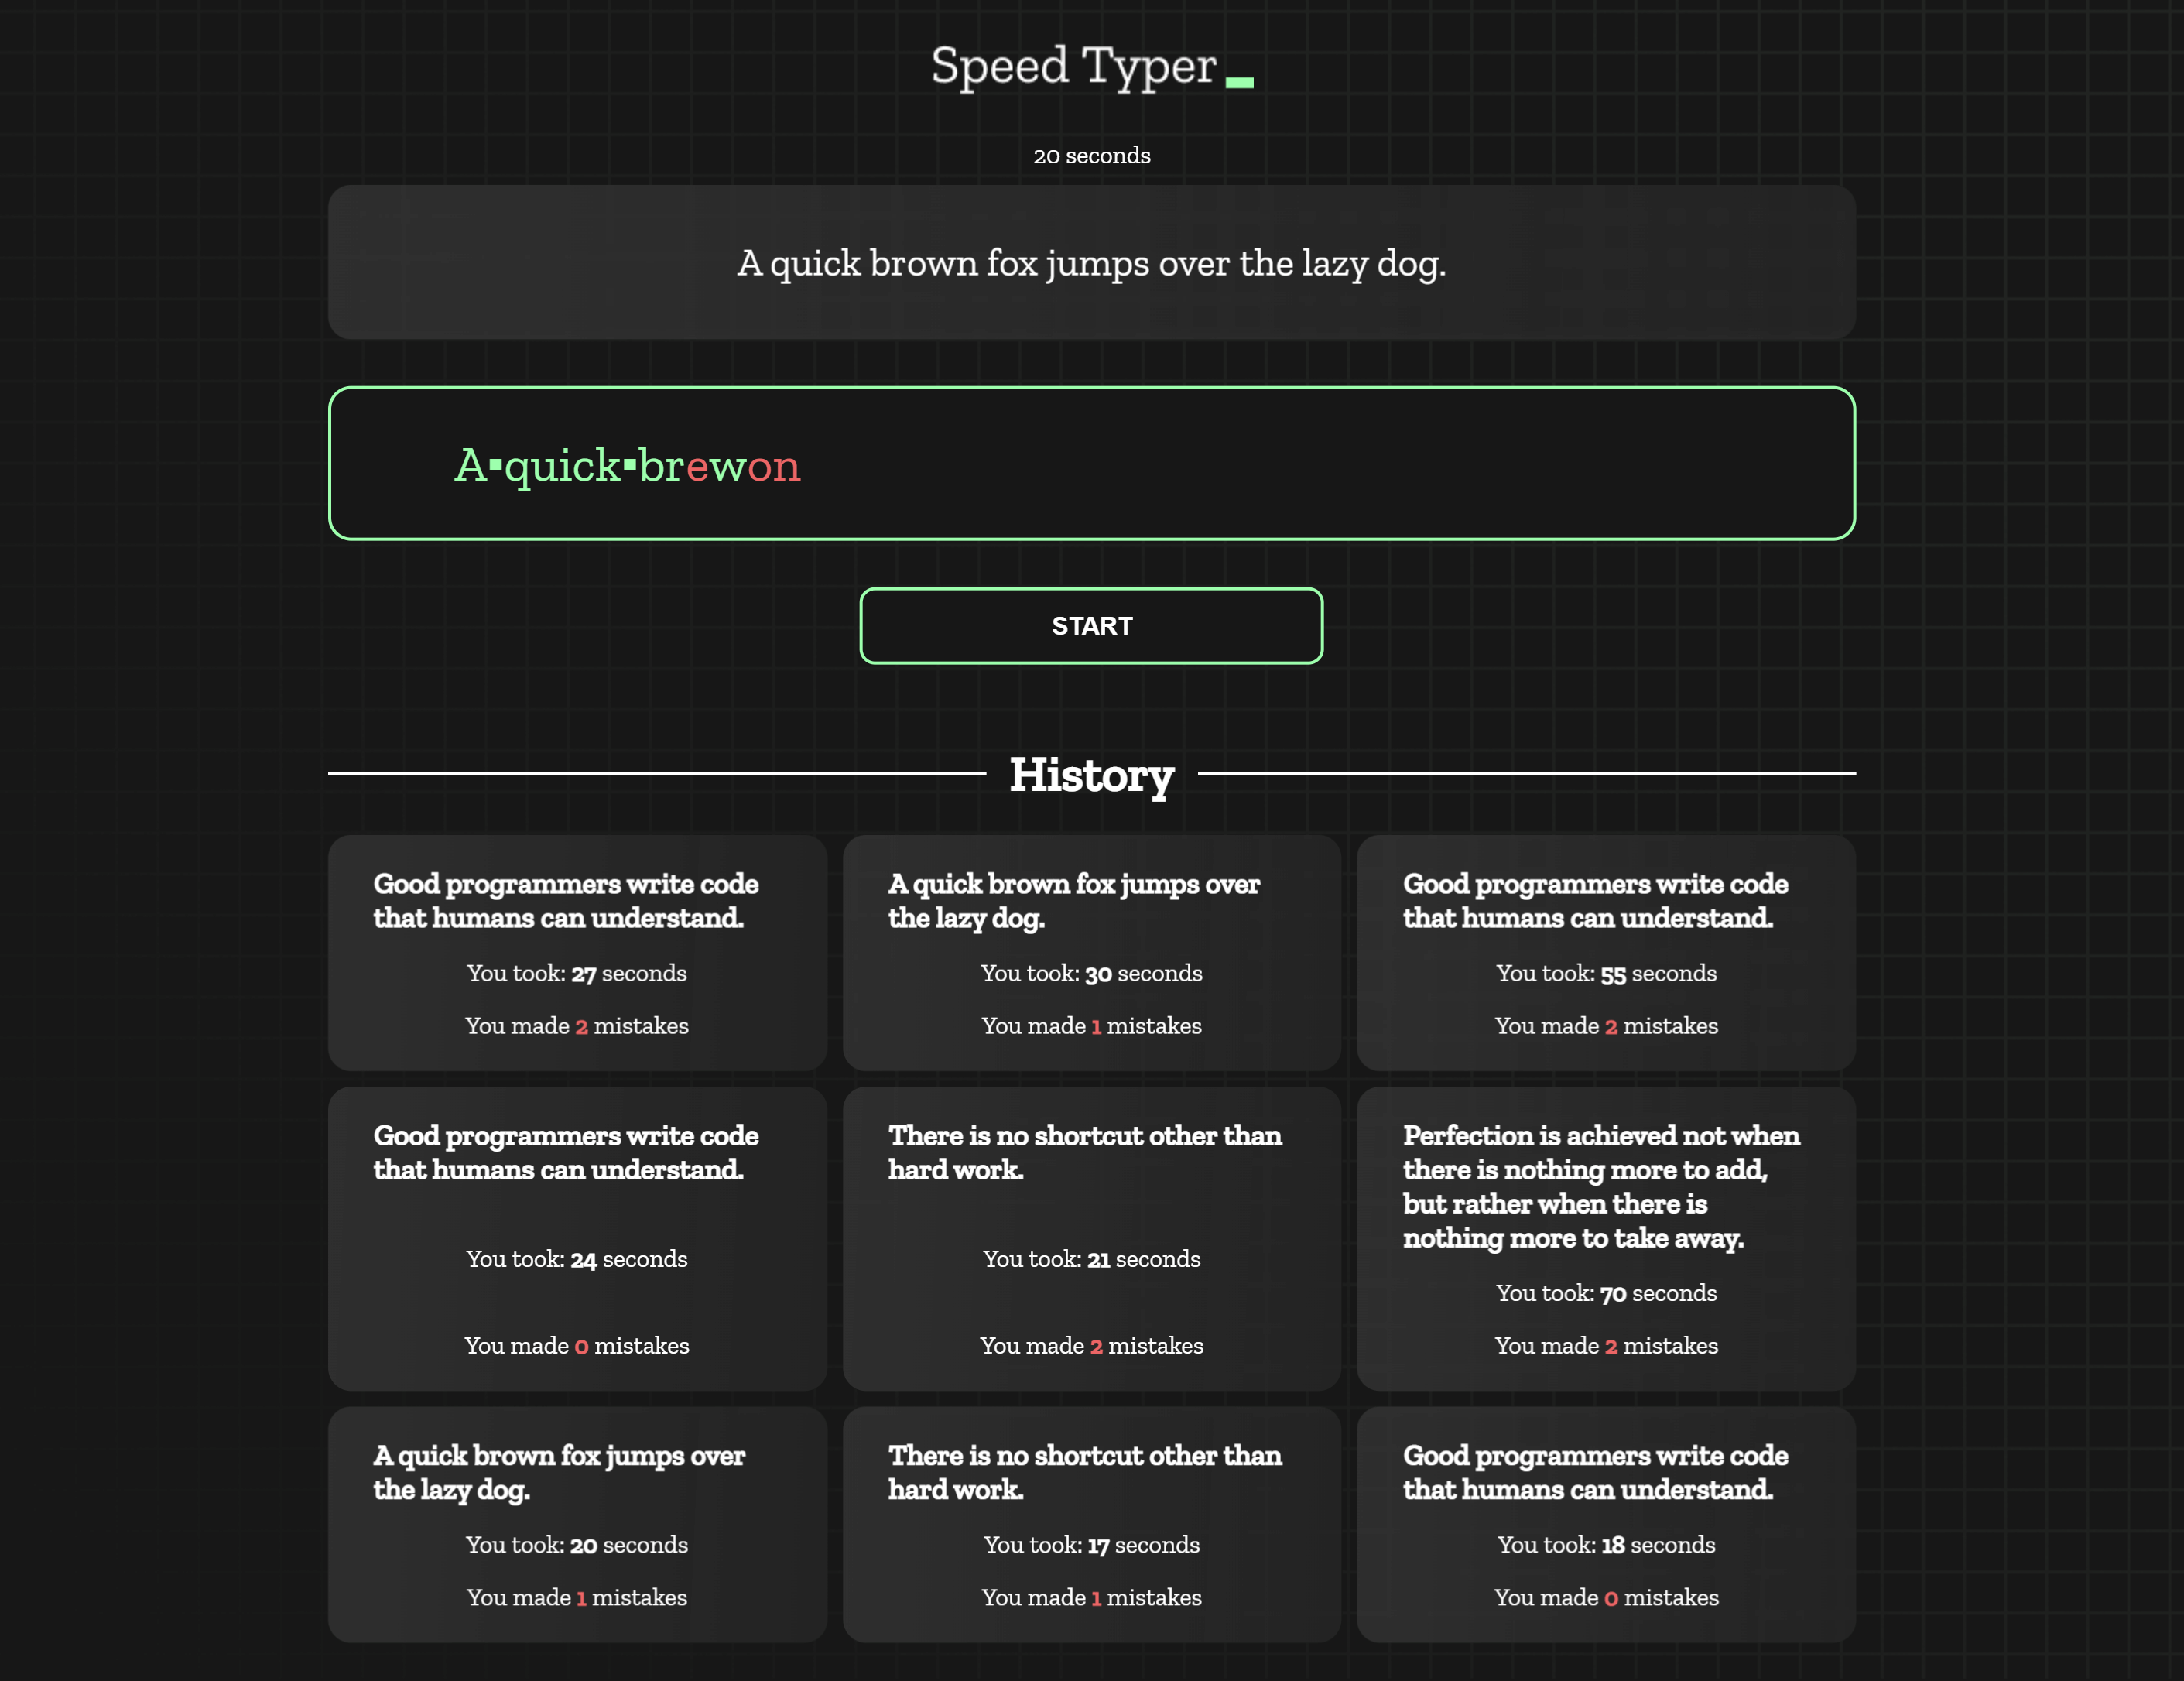 Speed Typer_
20 seconds
A quick brown fox jumps over the lazy dog.
A▪quick▪brewon
START
History
Good programmers write code
that humans can understand.
You took: 27 seconds
You made 2 mistakes
A quick brown fox jumps over
the lazy dog.
You took: 30 seconds
You made 1 mistakes
Good programmers write code
that humans can understand.
You took: 55 seconds
You made 2 mistakes
Good programmers write code
that humans can understand.
You took: 24 seconds
You made 0 mistakes
There is no shortcut other than
hard work.
You took: 21 seconds
You made 2 mistakes
Perfection is achieved not when
there is nothing more to add,
but rather when there is
nothing more to take away.
You took: 70 seconds
You made 2 mistakes
A quick brown fox jumps over
the lazy dog.
You took: 20 seconds
You made 1 mistakes
There is no shortcut other than
hard work.
You took: 17 seconds
You made 1 mistakes
Good programmers write code
that humans can understand.
You took: 18 seconds
You made 0 mistakes